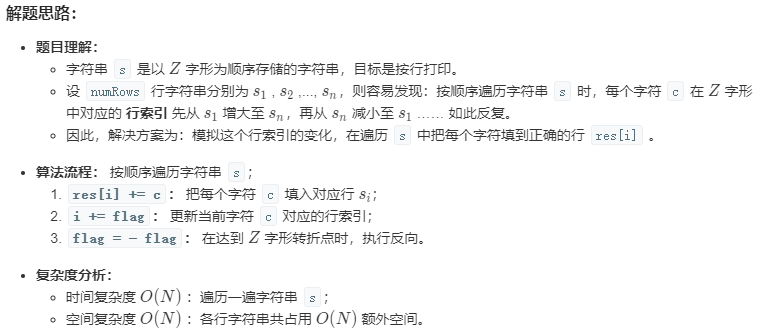 解题思路：
• 题目理解：
○ 字符串 s 是以 Z 字形为顺序存储的字符串，目标是按行打印。
○ 设 numRows 行字符串分别为 s₁ , s₂ ,..., sₙ，则容易发现：按顺序遍历字符串 s 时，每个字符 c 在 Z 字形
中对应的 行索引 先从 s₁ 增大至 sₙ，再从 sₙ 减小至 s₁ …… 如此反复。
○ 因此，解决方案为：模拟这个行索引的变化，在遍历 s 中把每个字符填到正确的行 res[i] 。
• 算法流程： 按顺序遍历字符串 s ；
1. res[i] += c ： 把每个字符 c 填入对应行 sᵢ；
2. i += flag ： 更新当前字符 c 对应的行索引；
3. flag = - flag ： 在达到 Z 字形转折点时，执行反向。
• 复杂度分析：
○ 时间复杂度 O(N) ：遍历一遍字符串 s ；
○ 空间复杂度 O(N) ：各行字符串共占用 O(N) 额外空间。